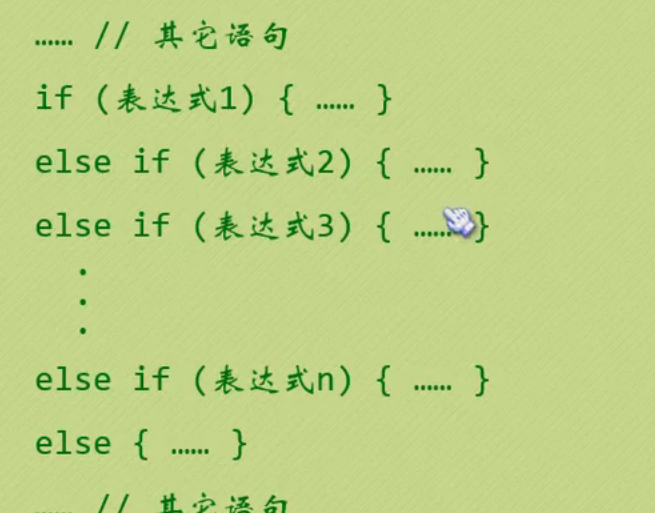 …… // 其它语句
if (表达式1) { …… }
else if (表达式2) { …… }
else if (表达式3) { …… }
.
.
.
else if (表达式n) { …… }
else { …… }
…… // 其它语句